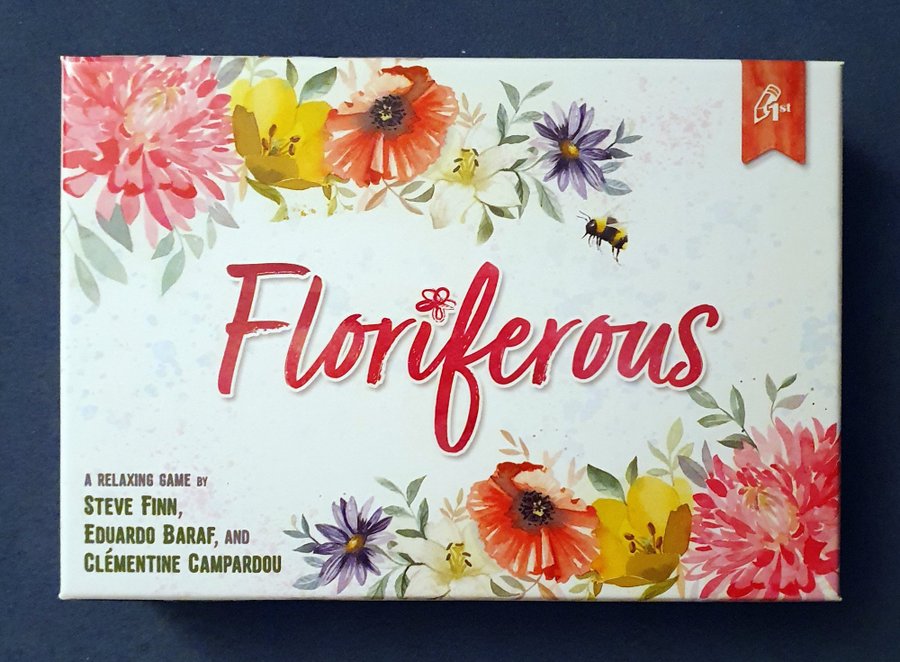 1st
Floriferous
A RELAXING GAME BY
STEVE FINN,
EDUARDO BARAF, AND
CLÉMENTINE CAMPARDOU